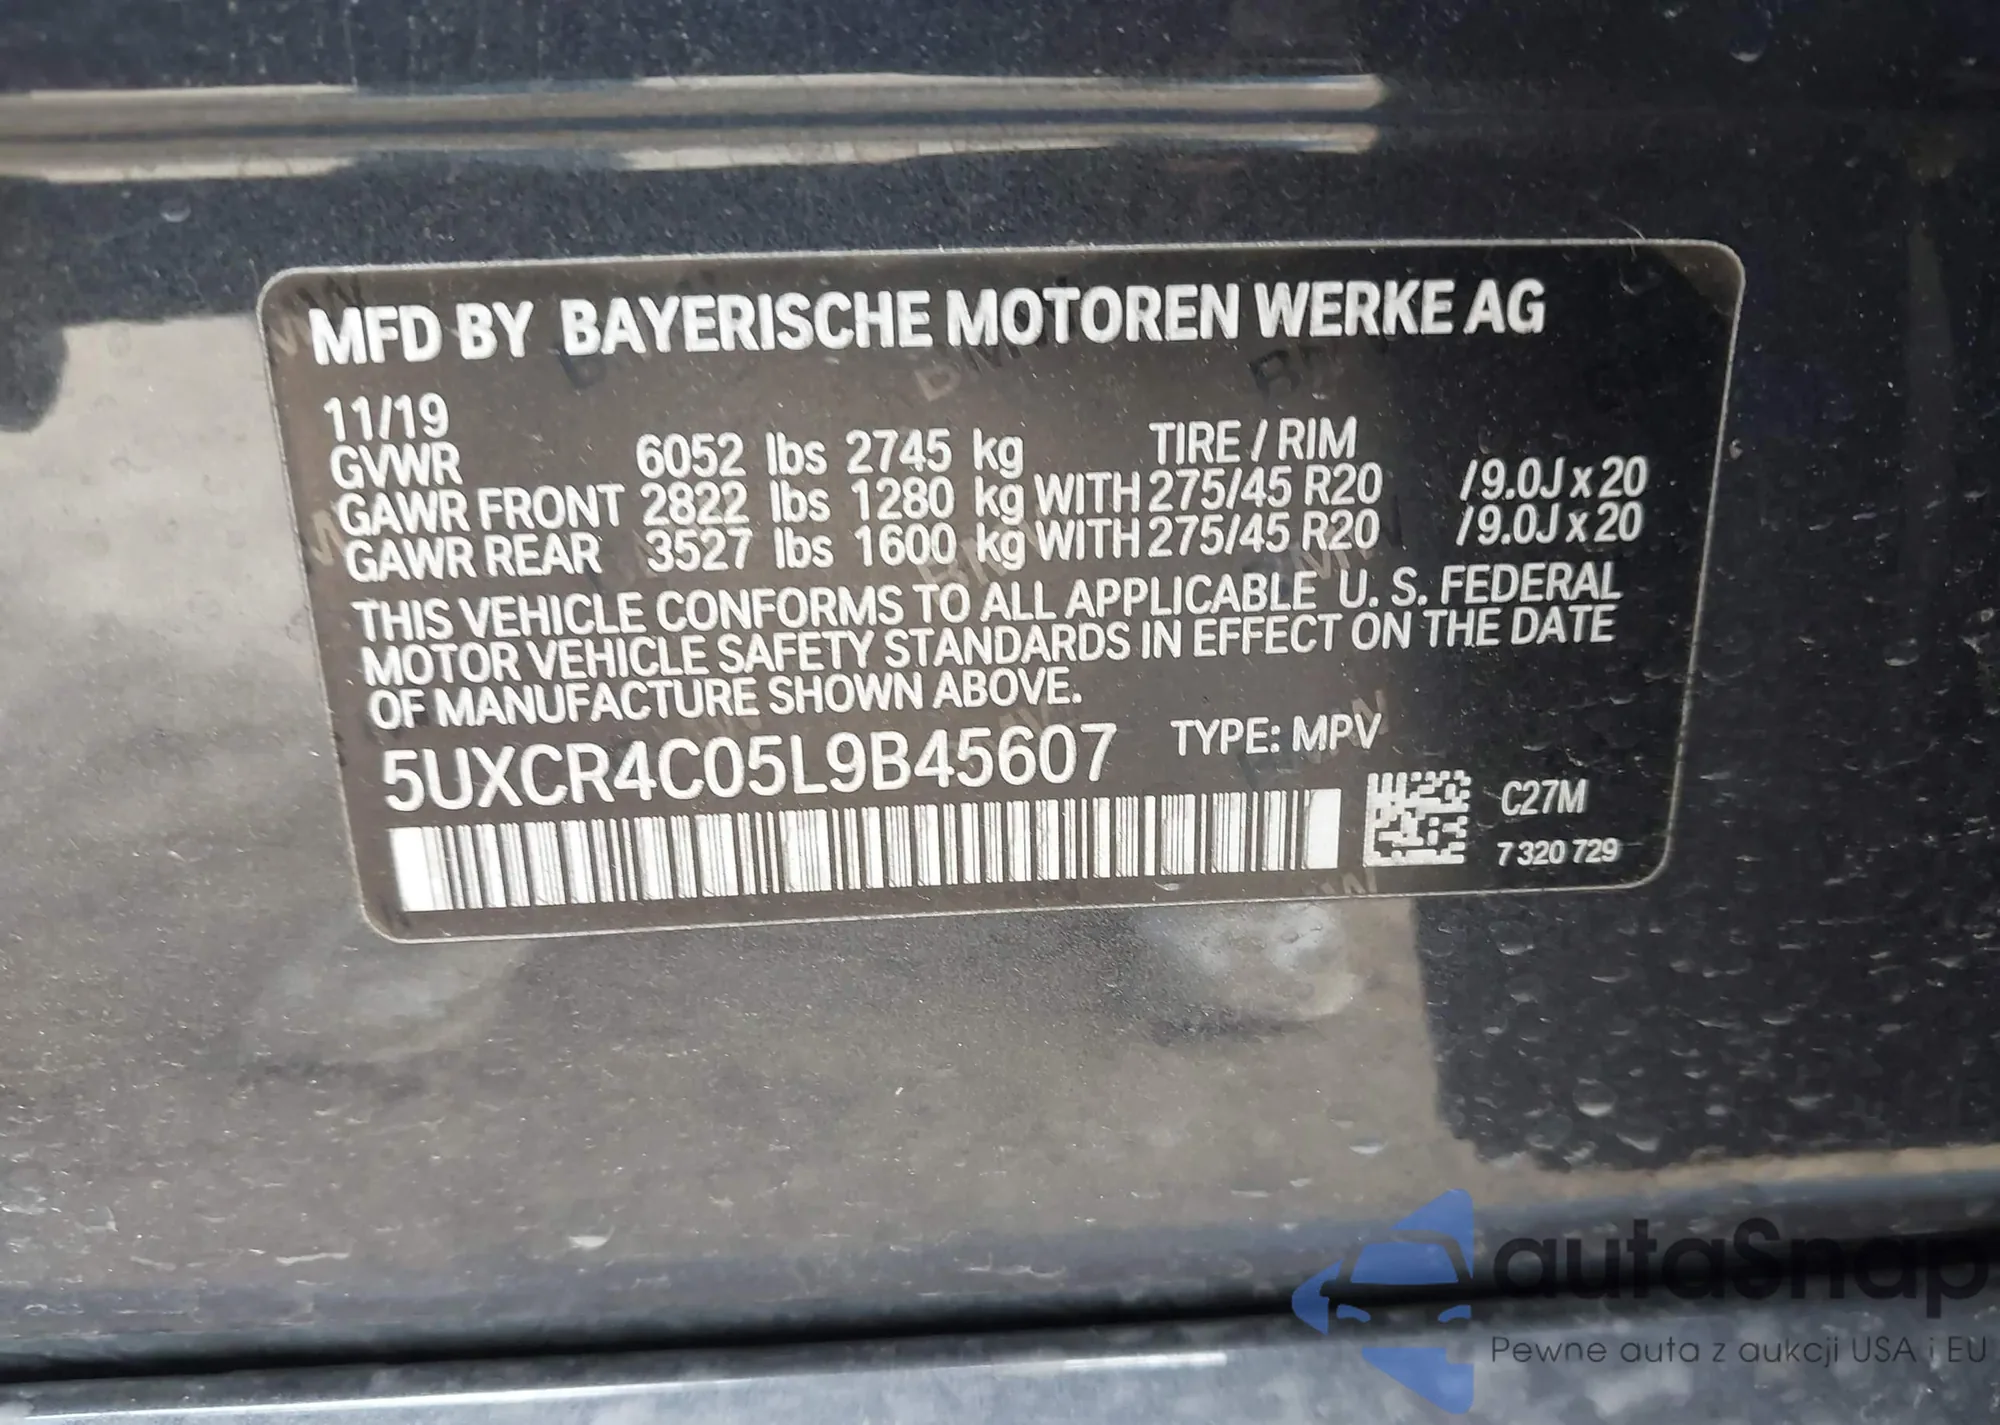 MFD BY BAYERISCHE MOTOREN WERKE AG
11/19
GVWR 6052 lbs 2745 kg TIRE / RIM
GAWR FRONT 2822 lbs 1280 kg WITH 275/45 R20 /9.0J x 20
GAWR REAR 3527 lbs 1600 kg WITH 275/45 R20 /9.0J x 20
THIS VEHICLE CONFORMS TO ALL APPLICABLE U. S. FEDERAL
MOTOR VEHICLE SAFETY STANDARDS IN EFFECT ON THE DATE
OF MANUFACTURE SHOWN ABOVE.
5UXCR4C05L9B45607 TYPE: MPV
C27M
7 320 729
autaSnap
Pewne auta z aukcji USA i EU